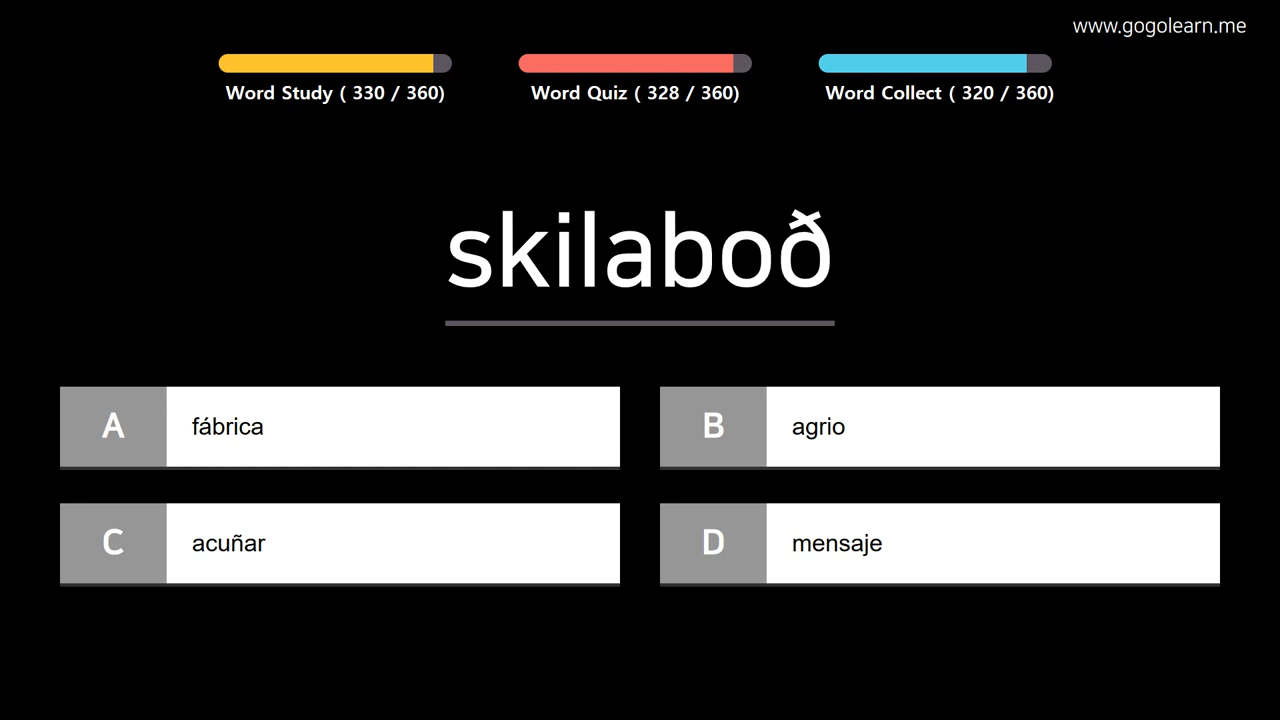 www.gogolearn.me
Word Study ( 330 / 360)
Word Quiz ( 328 / 360)
Word Collect ( 320 / 360)
skilaboð
A
fábrica
B
agrio
C
acuñar
D
mensaje